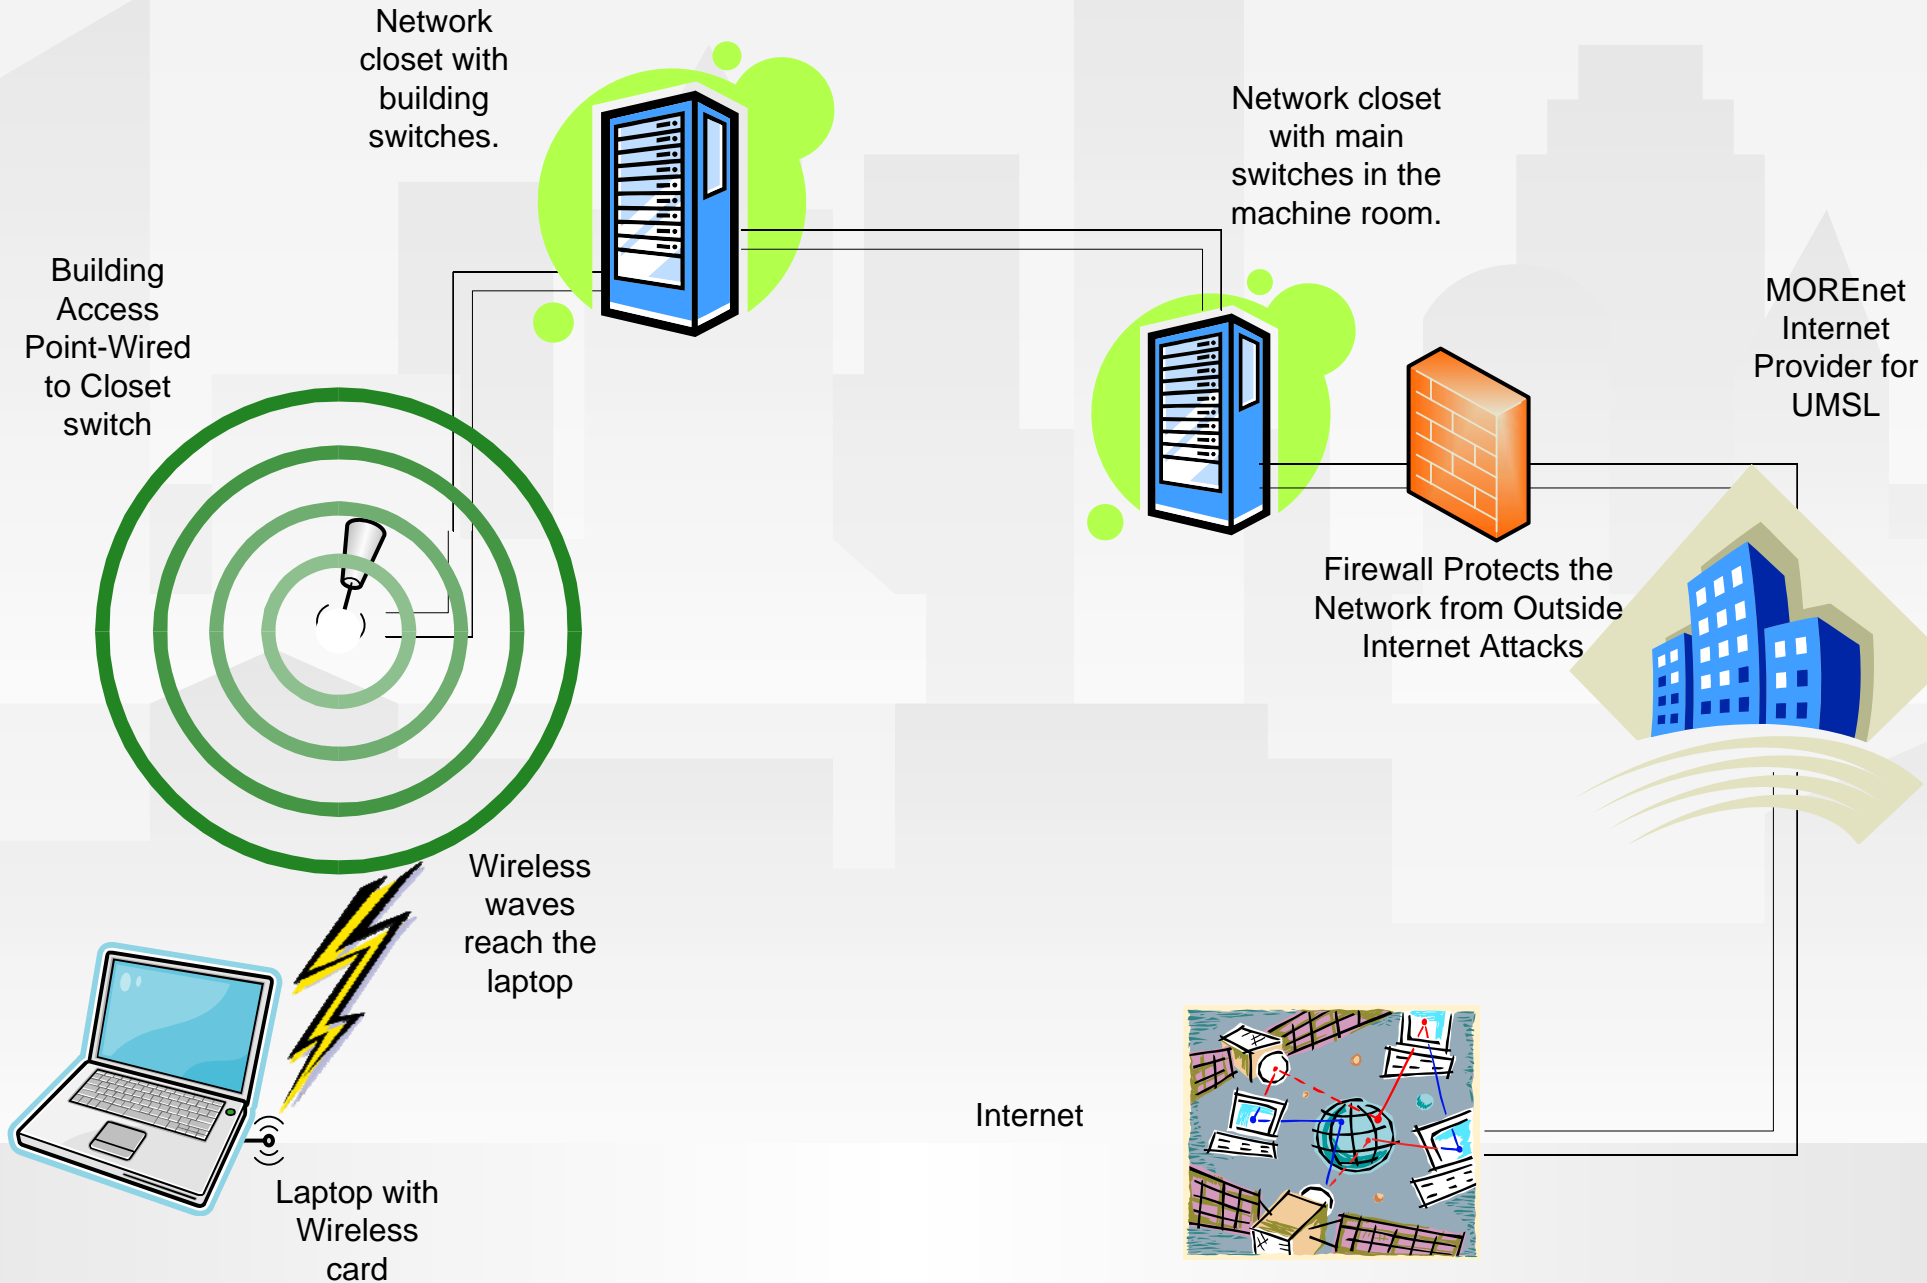 Network
closet with
building
switches.
Network closet
with main
switches in the
machine room.
Building
Access
Point-Wired
to Closet
switch
MOREnet
Internet
Provider for
UMSL
Firewall Protects the
Network from Outside
Internet Attacks
Wireless
waves
reach the
laptop
Internet
Laptop with
Wireless
card